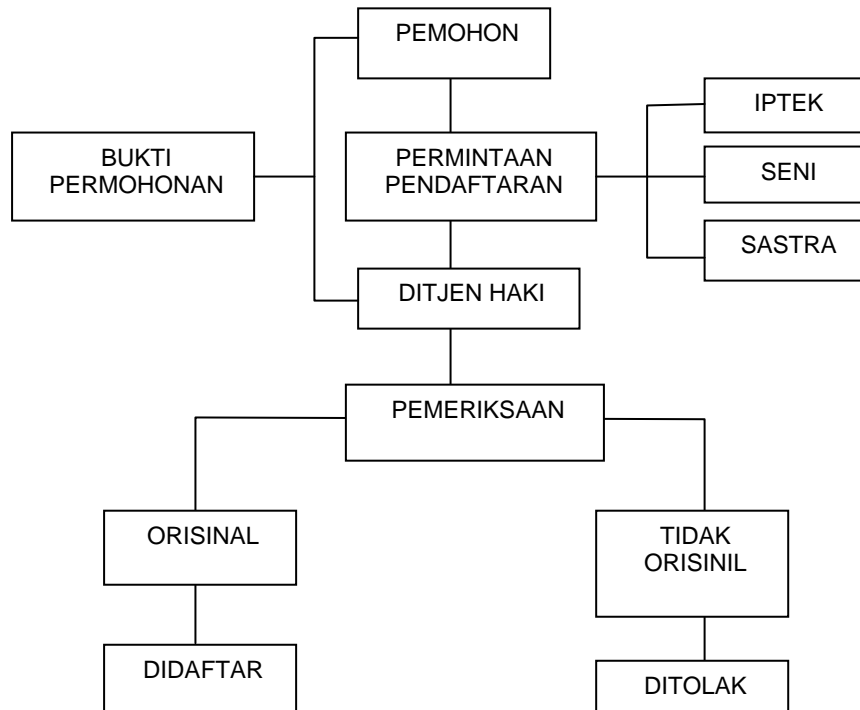 PEMOHON
IPTEK
BUKTI
PERMOHONAN
PERMINTAAN
PENDAFTARAN
SENI
SASTRA
DITJEN HAKI
PEMERIKSAAN
ORISINAL
TIDAK
ORISINIL
DIDAFTAR
DITOLAK